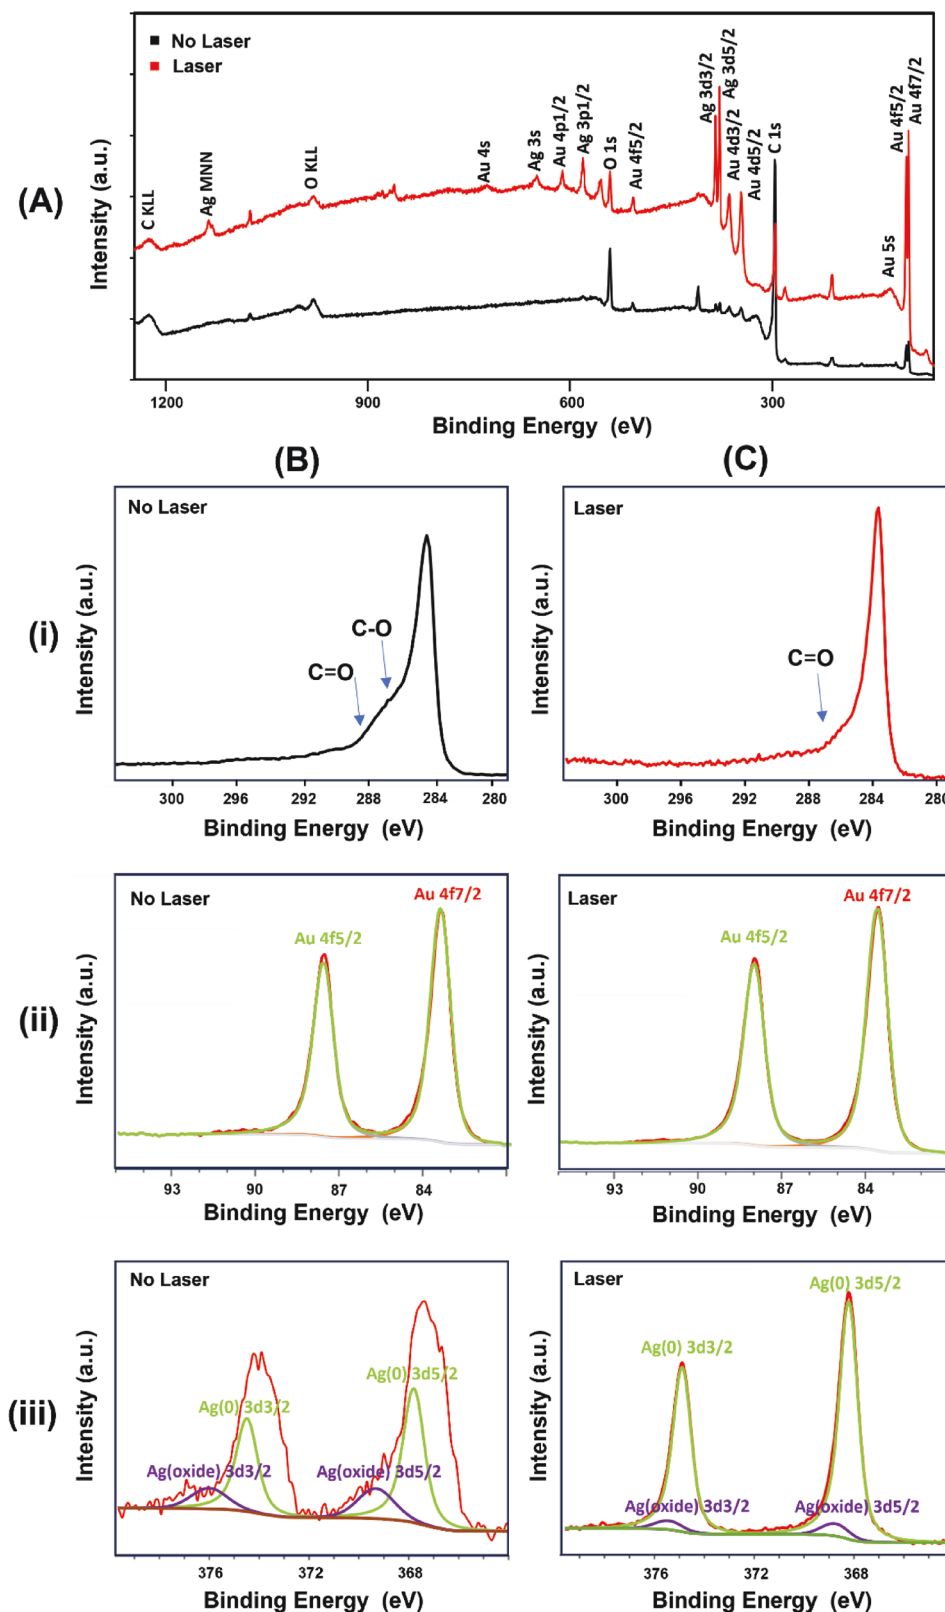 (A)
No Laser
Laser
C KLL
Ag MNN
O KLL
Au 4s
Ag 3s
Au 4p1/2
Ag 3p1/2
O 1s
Au 4f5/2
Ag 3d3/2
Ag 3d5/2
Au 4d3/2
Au 4d5/2
C 1s
Au 5s
Au 4f5/2
Au 4f7/2
Intensity (a.u.)
1200 900 600 300
Binding Energy (eV)
(B) (C)
(i)
No Laser
C-O
C=O
Intensity (a.u.)
300 296 292 288 284 280
Binding Energy (eV)
Laser
C=O
Intensity (a.u.)
300 296 292 288 284 280
Binding Energy (eV)
(ii)
No Laser
Au 4f7/2
Au 4f5/2
Intensity (a.u.)
93 90 87 84
Binding Energy (eV)
Laser
Au 4f7/2
Au 4f5/2
Intensity (a.u.)
93 90 87 84
Binding Energy (eV)
(iii)
No Laser
Ag(0) 3d5/2
Ag(0) 3d3/2
Ag(oxide) 3d3/2
Ag(oxide) 3d5/2
Intensity (a.u.)
376 372 368
Binding Energy (eV)
Laser
Ag(0) 3d5/2
Ag(0) 3d3/2
Ag(oxide) 3d3/2
Ag(oxide) 3d5/2
Intensity (a.u.)
376 372 368
Binding Energy (eV)